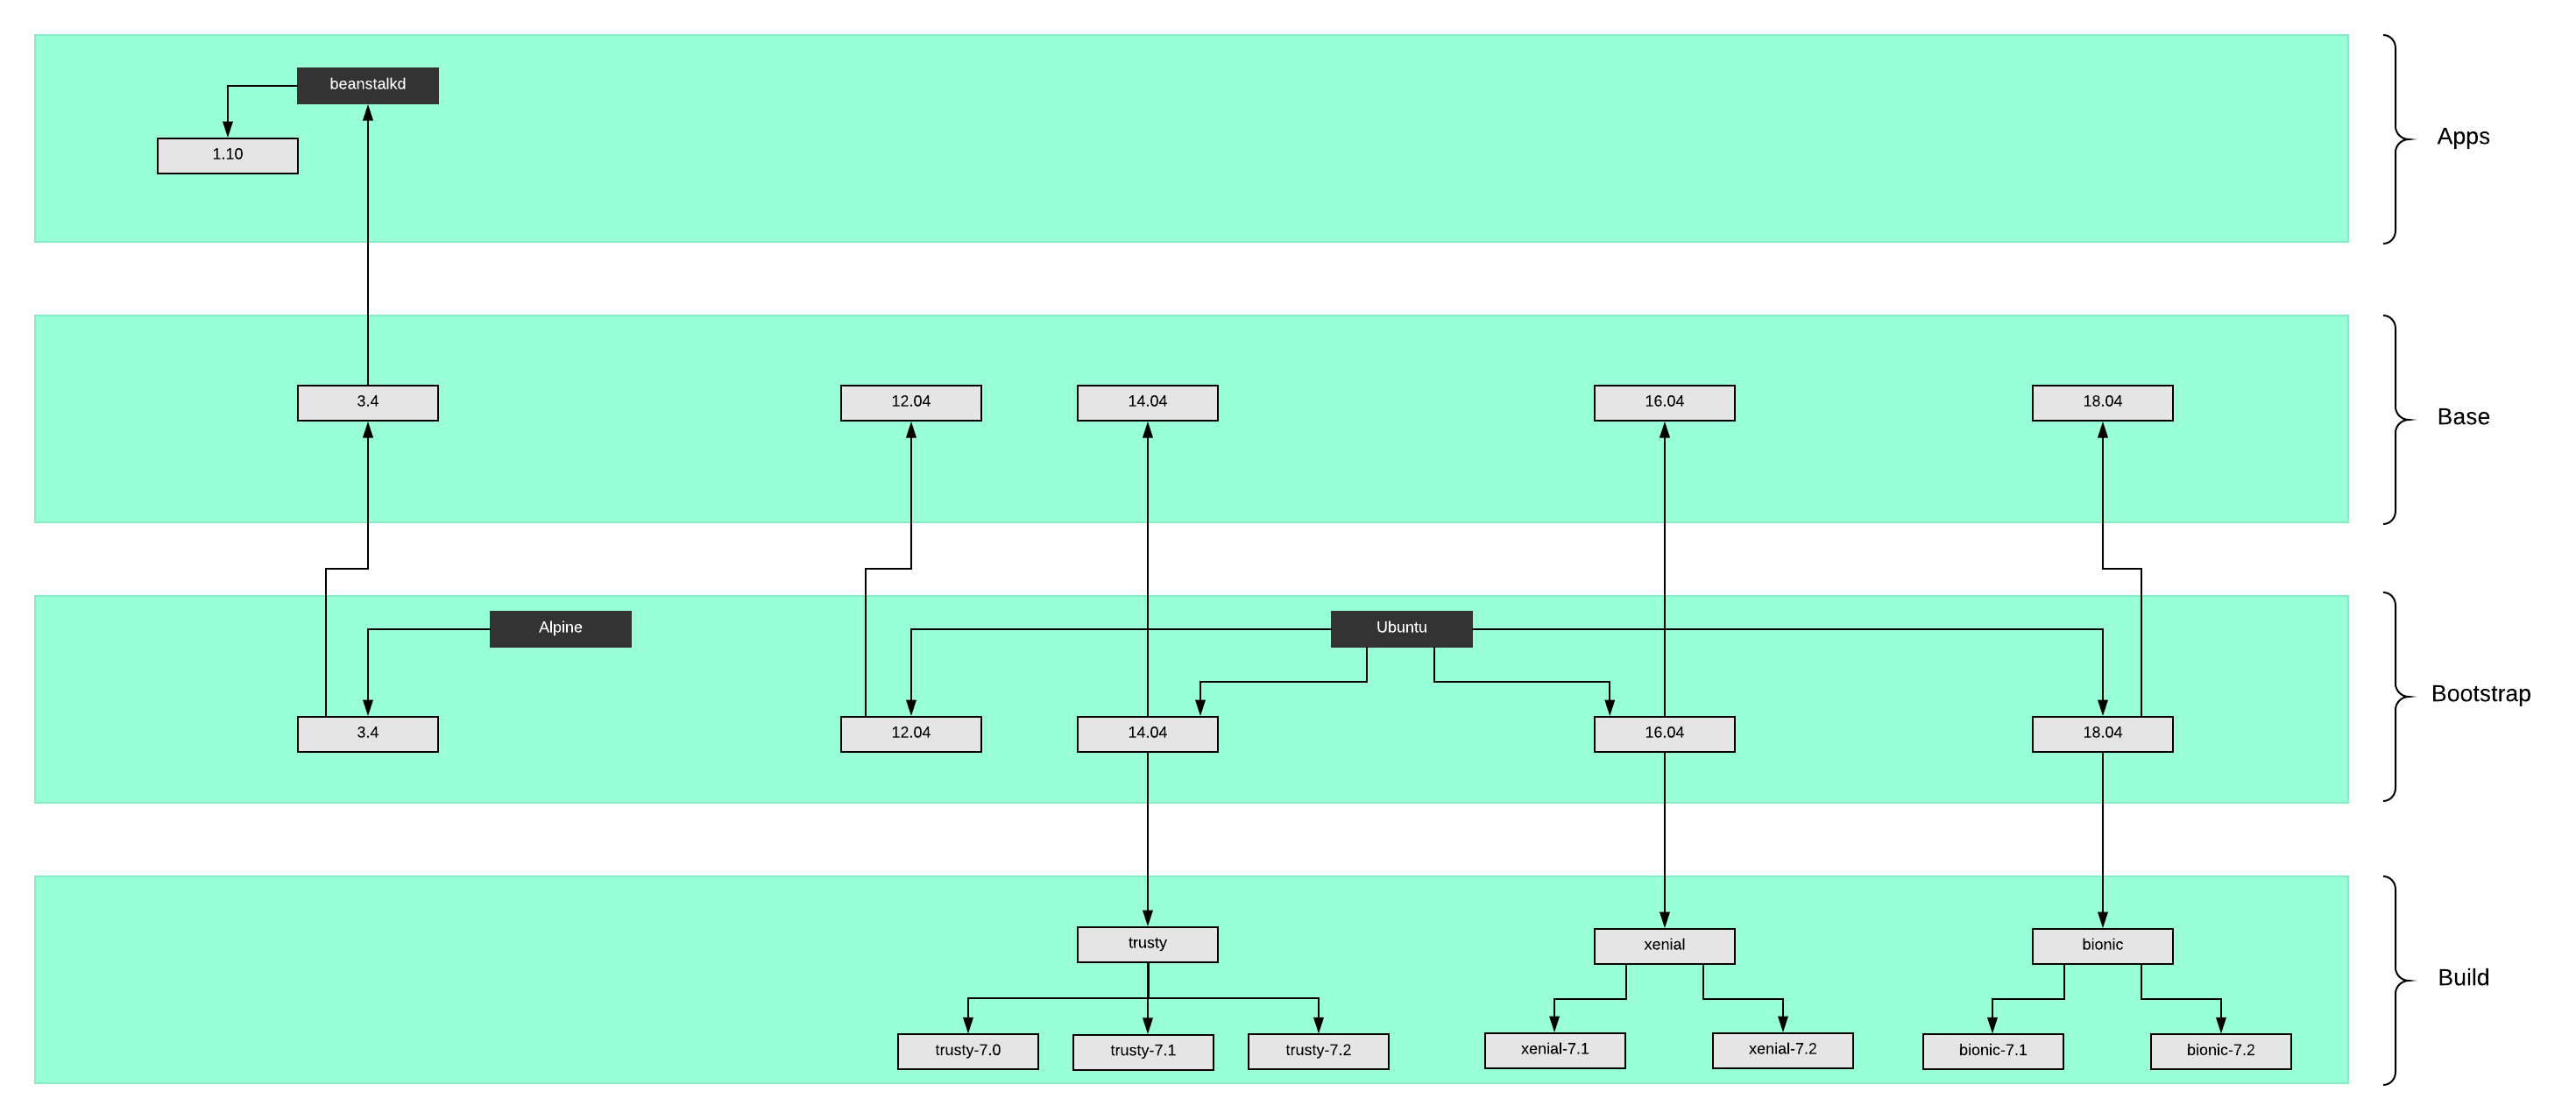 beanstalkd
Apps
1.10
3.4
12.04
14.04
16.04
18.04
Base
Alpine
Ubuntu
Bootstrap
3.4
12.04
14.04
16.04
18.04
trusty
xenial
bionic
Build
trusty-7.0
trusty-7.1
trusty-7.2
xenial-7.1
xenial-7.2
bionic-7.1
bionic-7.2